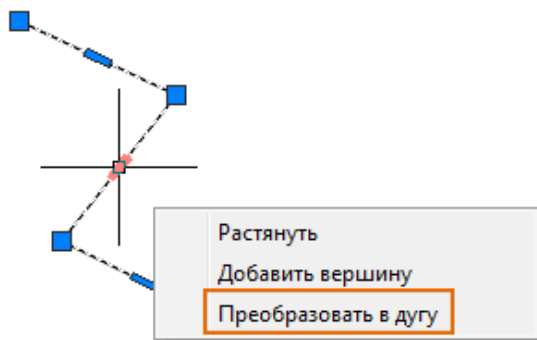 Растянуть
Добавить вершину
Преобразовать в дугу